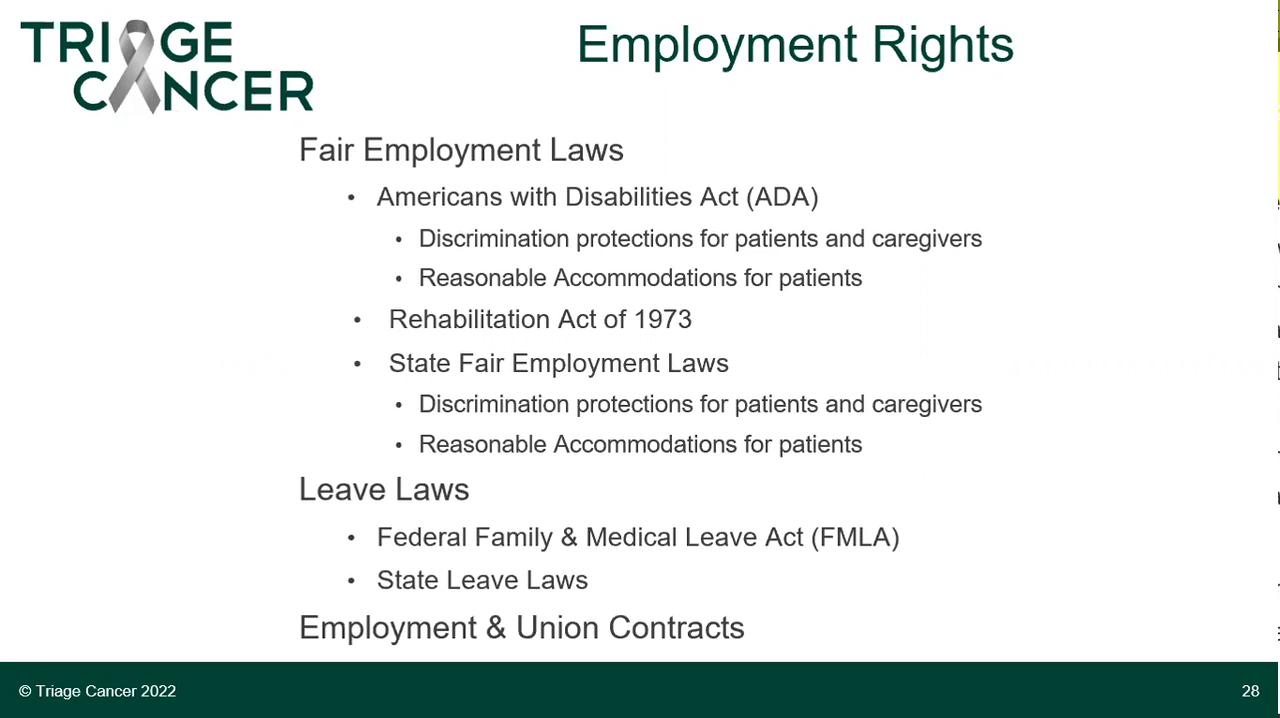 TRIAGE
CANCER
Employment Rights
Fair Employment Laws
• Americans with Disabilities Act (ADA)
• Discrimination protections for patients and caregivers
• Reasonable Accommodations for patients
• Rehabilitation Act of 1973
• State Fair Employment Laws
• Discrimination protections for patients and caregivers
• Reasonable Accommodations for patients
Leave Laws
• Federal Family & Medical Leave Act (FMLA)
• State Leave Laws
Employment & Union Contracts
© Triage Cancer 2022
28